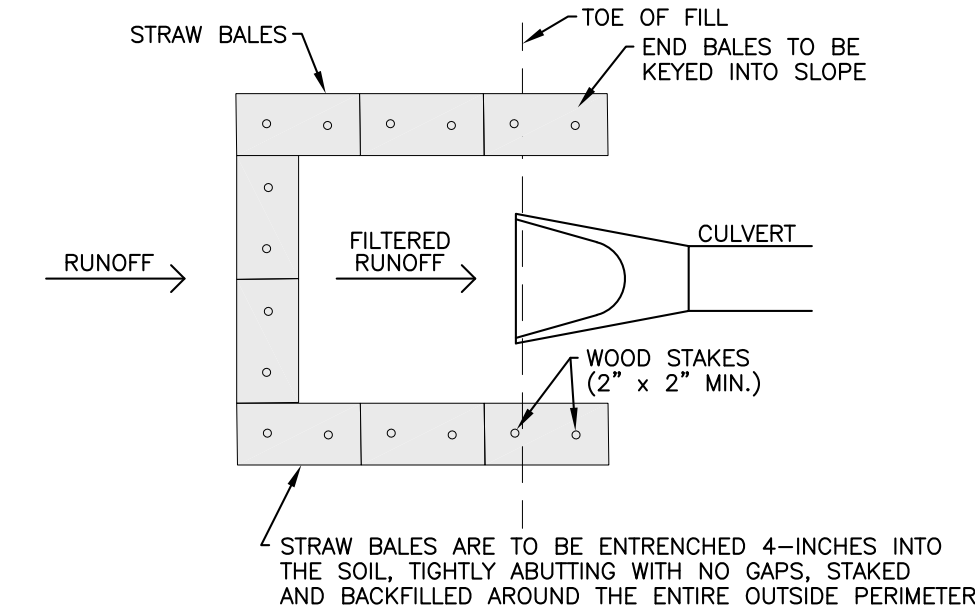 STRAW BALES
TOE OF FILL
END BALES TO BE
KEYED INTO SLOPE
RUNOFF
FILTERED
RUNOFF
CULVERT
WOOD STAKES
(2” x 2” MIN.)
STRAW BALES ARE TO BE ENTRENCHED 4-INCHES INTO
THE SOIL, TIGHTLY ABUTTING WITH NO GAPS, STAKED
AND BACKFILLED AROUND THE ENTIRE OUTSIDE PERIMETER